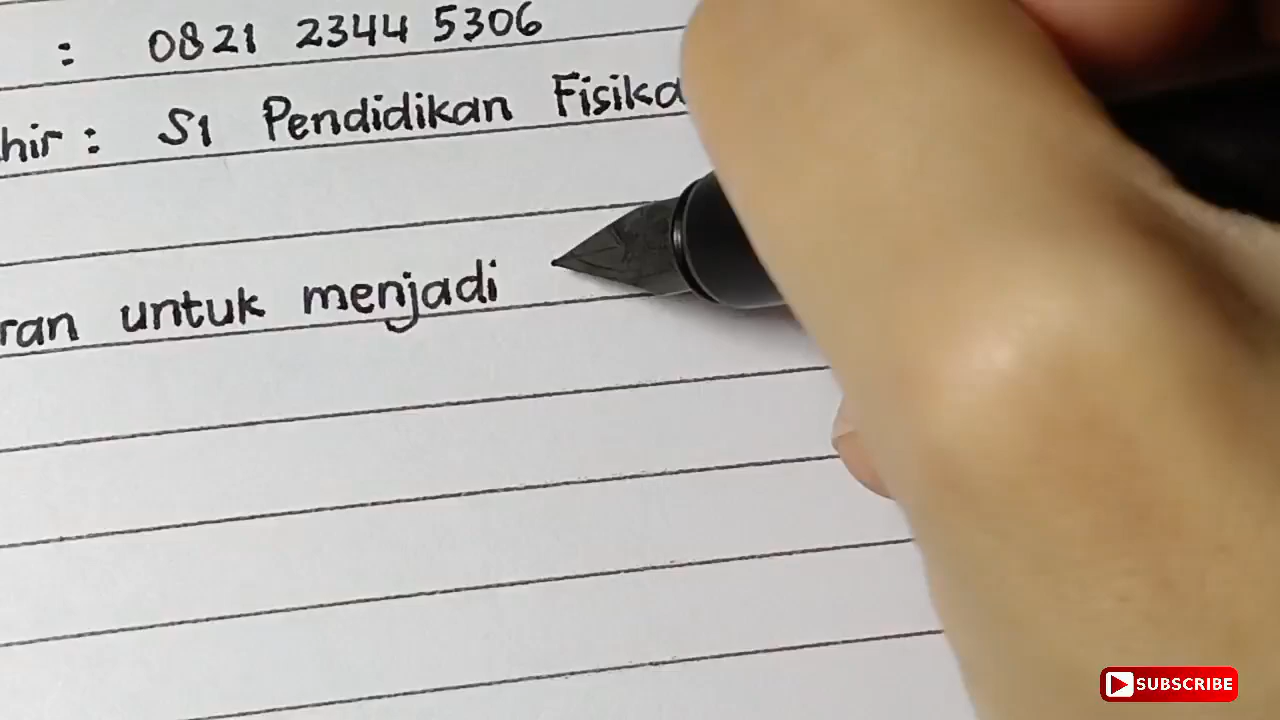 : 0821 2344 5306
hir : S1 Pendidikan Fisika
ran untuk menjadi
SUBSCRIBE